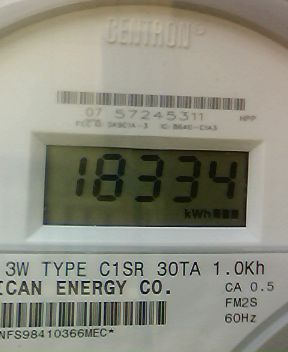 CENTRON
07 57245311 HPP
18334
kWh
3W TYPE C1SR 30TA 1.0Kh
ICAN ENERGY CO. CA 0.5
FM2S
NFS98410366MEC* 60Hz